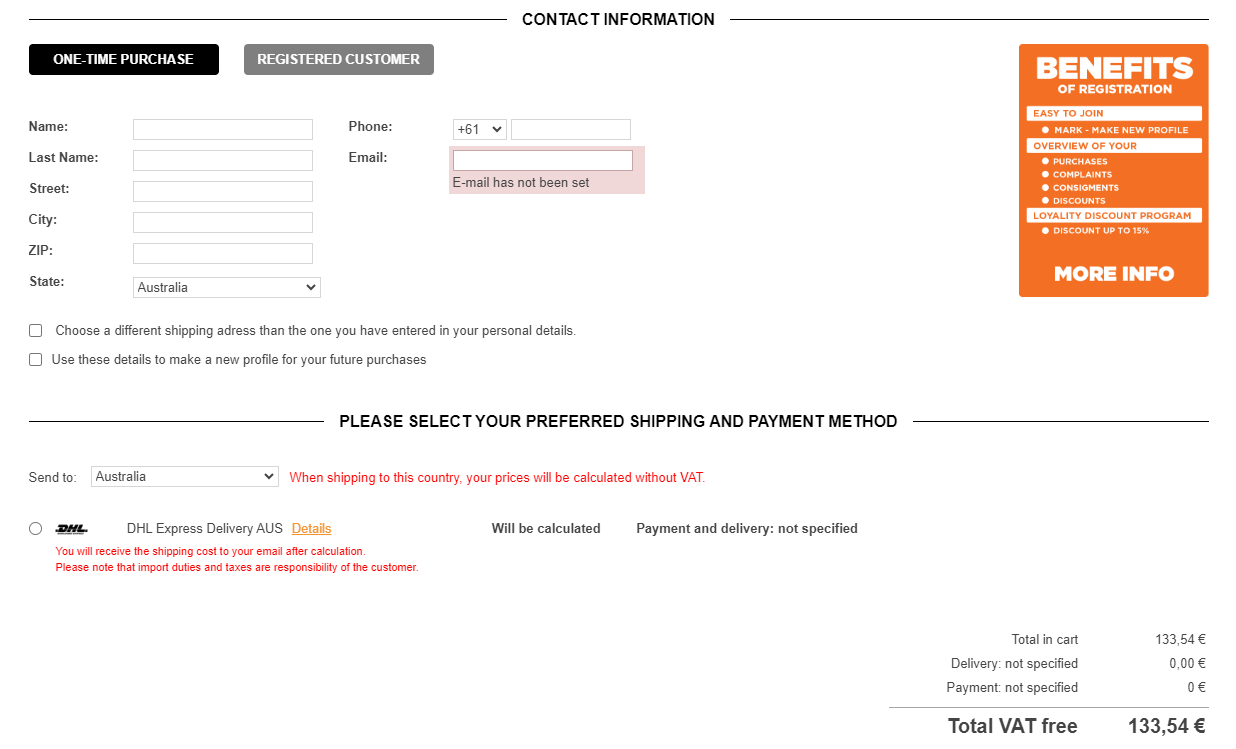 CONTACT INFORMATION
ONE-TIME PURCHASE
REGISTERED CUSTOMER
Name:
Last Name:
Street:
City:
ZIP:
State:
Australia
Phone:
+61
Email:
E-mail has not been set
BENEFITS
OF REGISTRATION
EASY TO JOIN
MARK - MAKE NEW PROFILE
OVERVIEW OF YOUR
PURCHASES
COMPLAINTS
CONSIGMENTS
DISCOUNTS
LOYALITY DISCOUNT PROGRAM
DISCOUNT UP TO 15%
MORE INFO
Choose a different shipping adress than the one you have entered in your personal details.
Use these details to make a new profile for your future purchases
PLEASE SELECT YOUR PREFERRED SHIPPING AND PAYMENT METHOD
Send to: Australia When shipping to this country, your prices will be calculated without VAT.
DHL DHL Express Delivery AUS Details Will be calculated Payment and delivery: not specified
You will receive the shipping cost to your email after calculation.
Please note that import duties and taxes are responsibility of the customer.
Total in cart 133,54 €
Delivery: not specified 0,00 €
Payment: not specified 0 €
Total VAT free 133,54 €